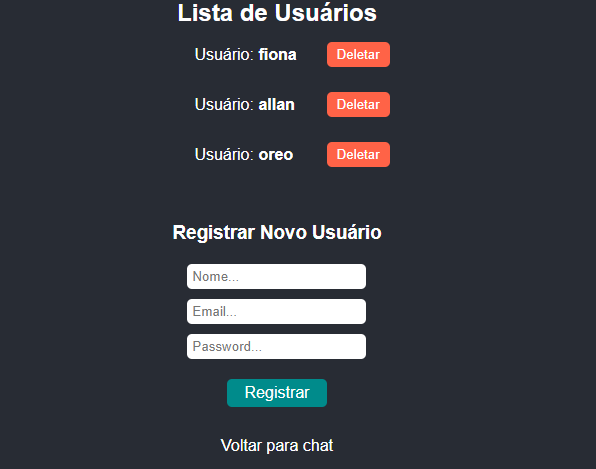 Lista de Usuários
Usuário: fiona Deletar
Usuário: allan Deletar
Usuário: oreo Deletar
Registrar Novo Usuário
Nome...
Email...
Password...
Registrar
Voltar para chat